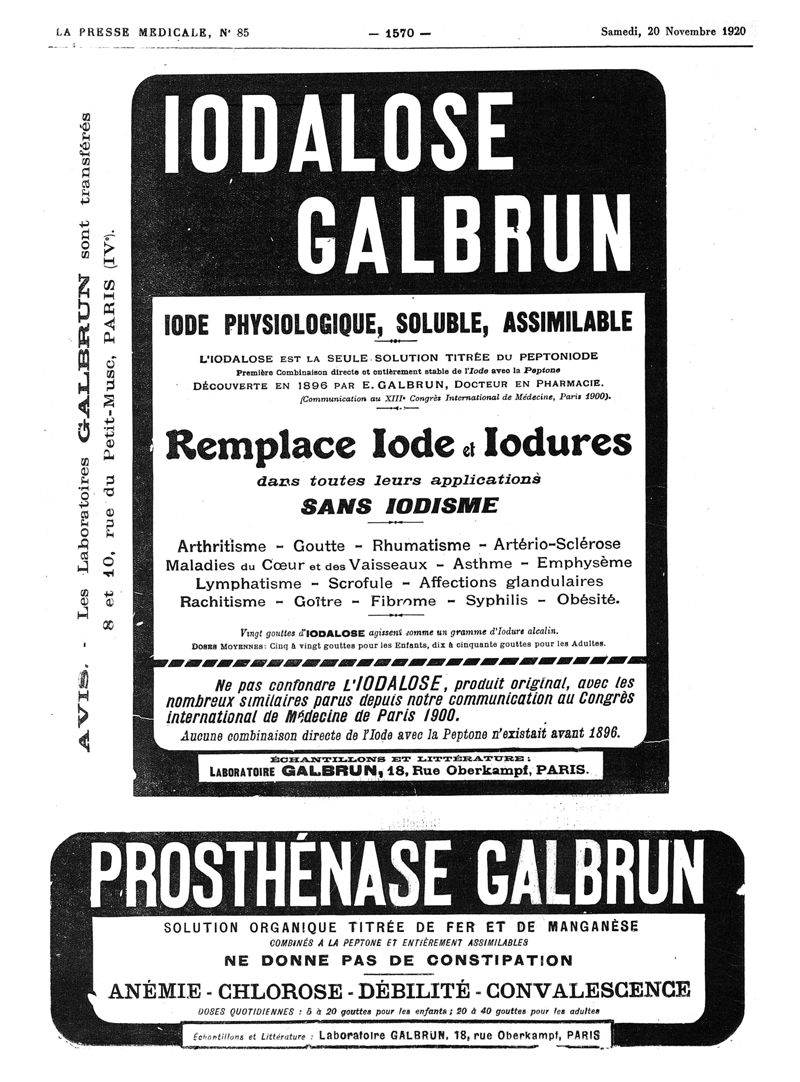 LA PRESSE MEDICALE, N° 85
— 1570 —
Samedi, 20 Novembre 1920
AVIS. - Les Laboratoires GALBRUN sont transférés
8 et 10, rue du Petit-Musc, PARIS (IVe).
IODALOSE
GALBRUN
IODE PHYSIOLOGIQUE, SOLUBLE, ASSIMILABLE
L'IODALOSE EST LA SEULE SOLUTION TITRÉE DU PEPTONIODE
Première Combinaison directe et entièrement stable de l'Iode avec la Peptone
DÉCOUVERTE EN 1896 PAR E. GALBRUN, DOCTEUR EN PHARMACIE.
(Communication au XIIIe Congrès International de Médecine, Paris 1900).
Remplace Iode et Iodures
dans toutes leurs applications
SANS IODISME
Arthritisme - Goutte - Rhumatisme - Artério-Sclérose
Maladies du Cœur et des Vaisseaux - Asthme - Emphysème
Lymphatisme - Scrofule - Affections glandulaires
Rachitisme - Goître - Fibrome - Syphilis - Obésité.
Vingt gouttes d'IODALOSE agissent comme un gramme d'Iodure alcalin.
DOSES MOYENNES: Cinq à vingt gouttes pour les Enfants, dix à cinquante gouttes pour les Adultes.
Ne pas confondre L'IODALOSE, produit original, avec les
nombreux similaires parus depuis notre communication au Congrès
International de Médecine de Paris 1900.
Aucune combinaison directe de l'Iode avec la Peptone n'existait avant 1896.
ÉCHANTILLONS ET LITTÉRATURE:
LABORATOIRE GALBRUN, 18, Rue Oberkampf, PARIS.
PROSTHÉNASE GALBRUN
SOLUTION ORGANIQUE TITRÉE DE FER ET DE MANGANÈSE
COMBINÉS A LA PEPTONE ET ENTIÈREMENT ASSIMILABLES
NE DONNE PAS DE CONSTIPATION
ANÉMIE - CHLOROSE - DÉBILITÉ - CONVALESCENCE
DOSES QUOTIDIENNES : 5 à 20 gouttes pour les enfants ; 20 à 40 gouttes pour les adultes
Échantillons et Littérature : Laboratoire GALBRUN, 18, rue Oberkampf, PARIS